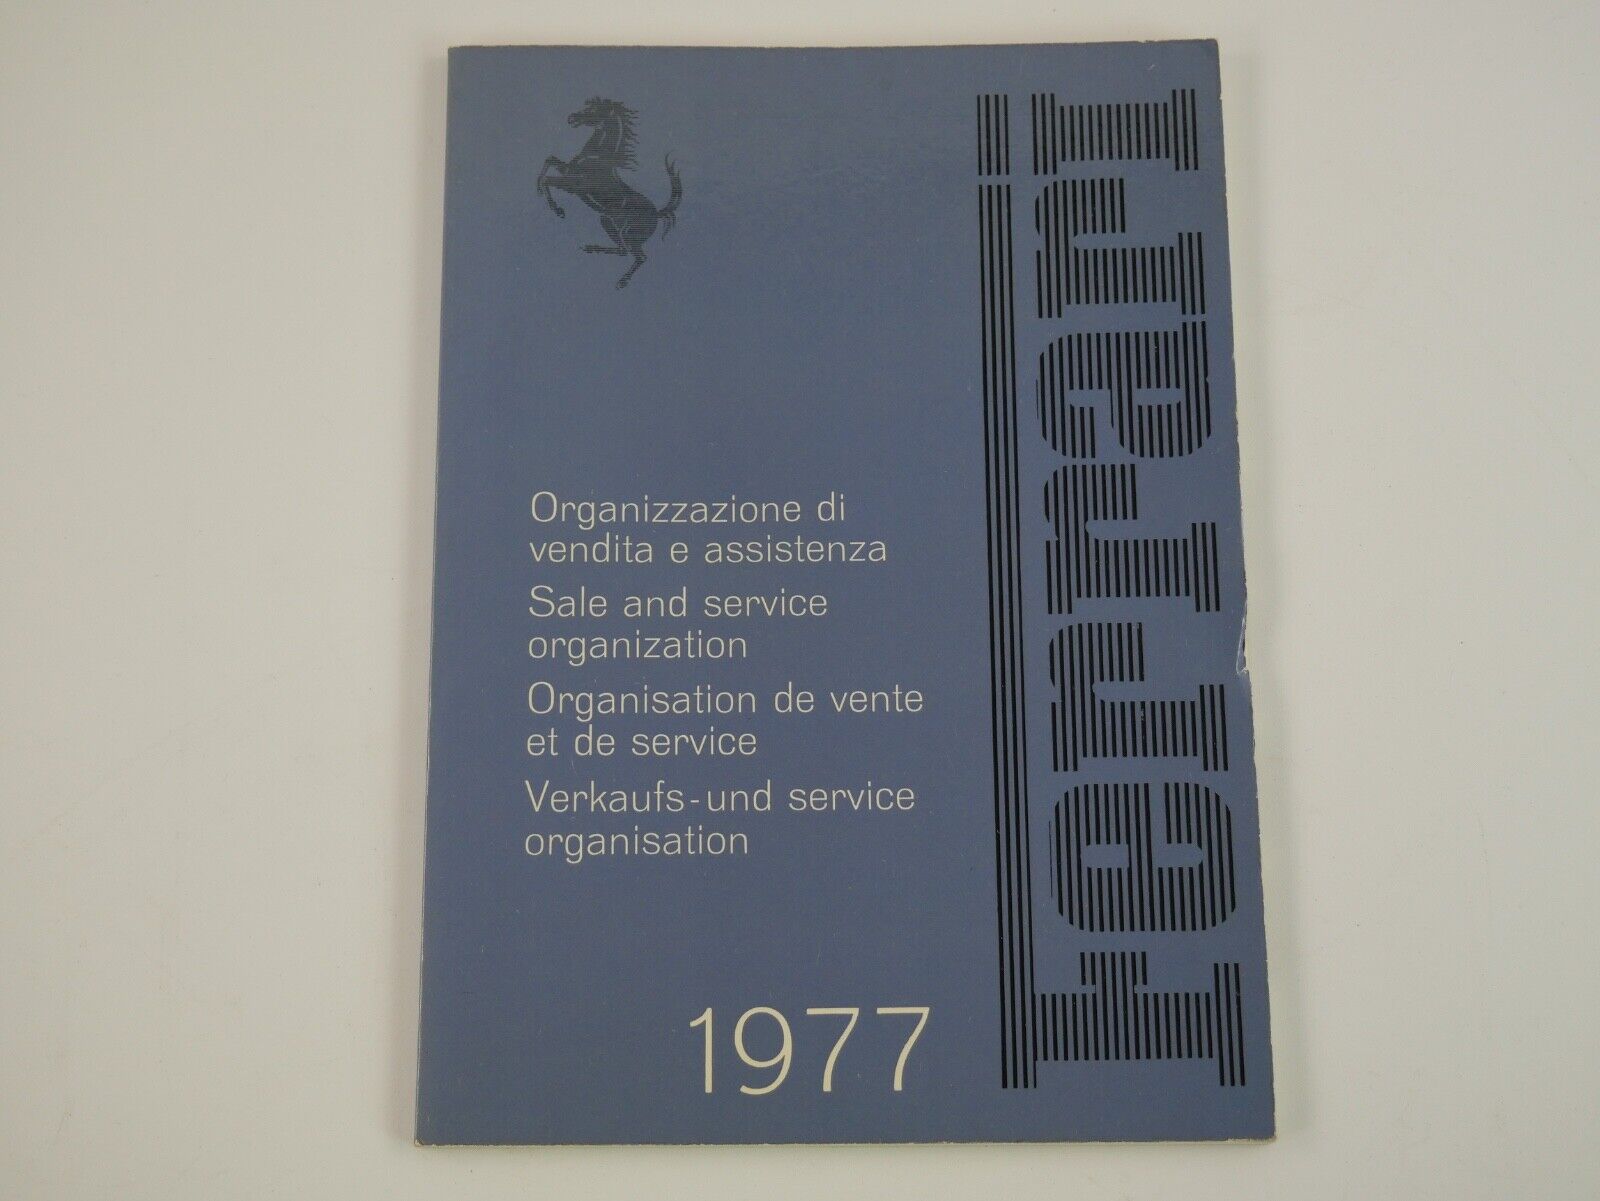 Organizzazione di
vendita e assistenza
Sale and service
organization
Organisation de vente
et de service
Verkaufs-und service
organisation
1977
Ferrari